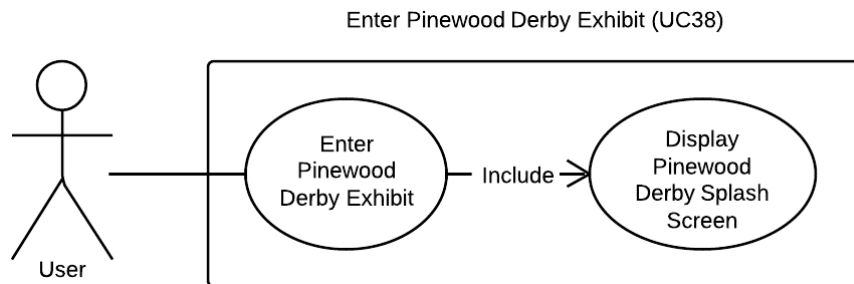 Enter Pinewood Derby Exhibit (UC38)
Enter
Pinewood
Derby Exhibit
Include
Display
Pinewood
Derby Splash
Screen
User